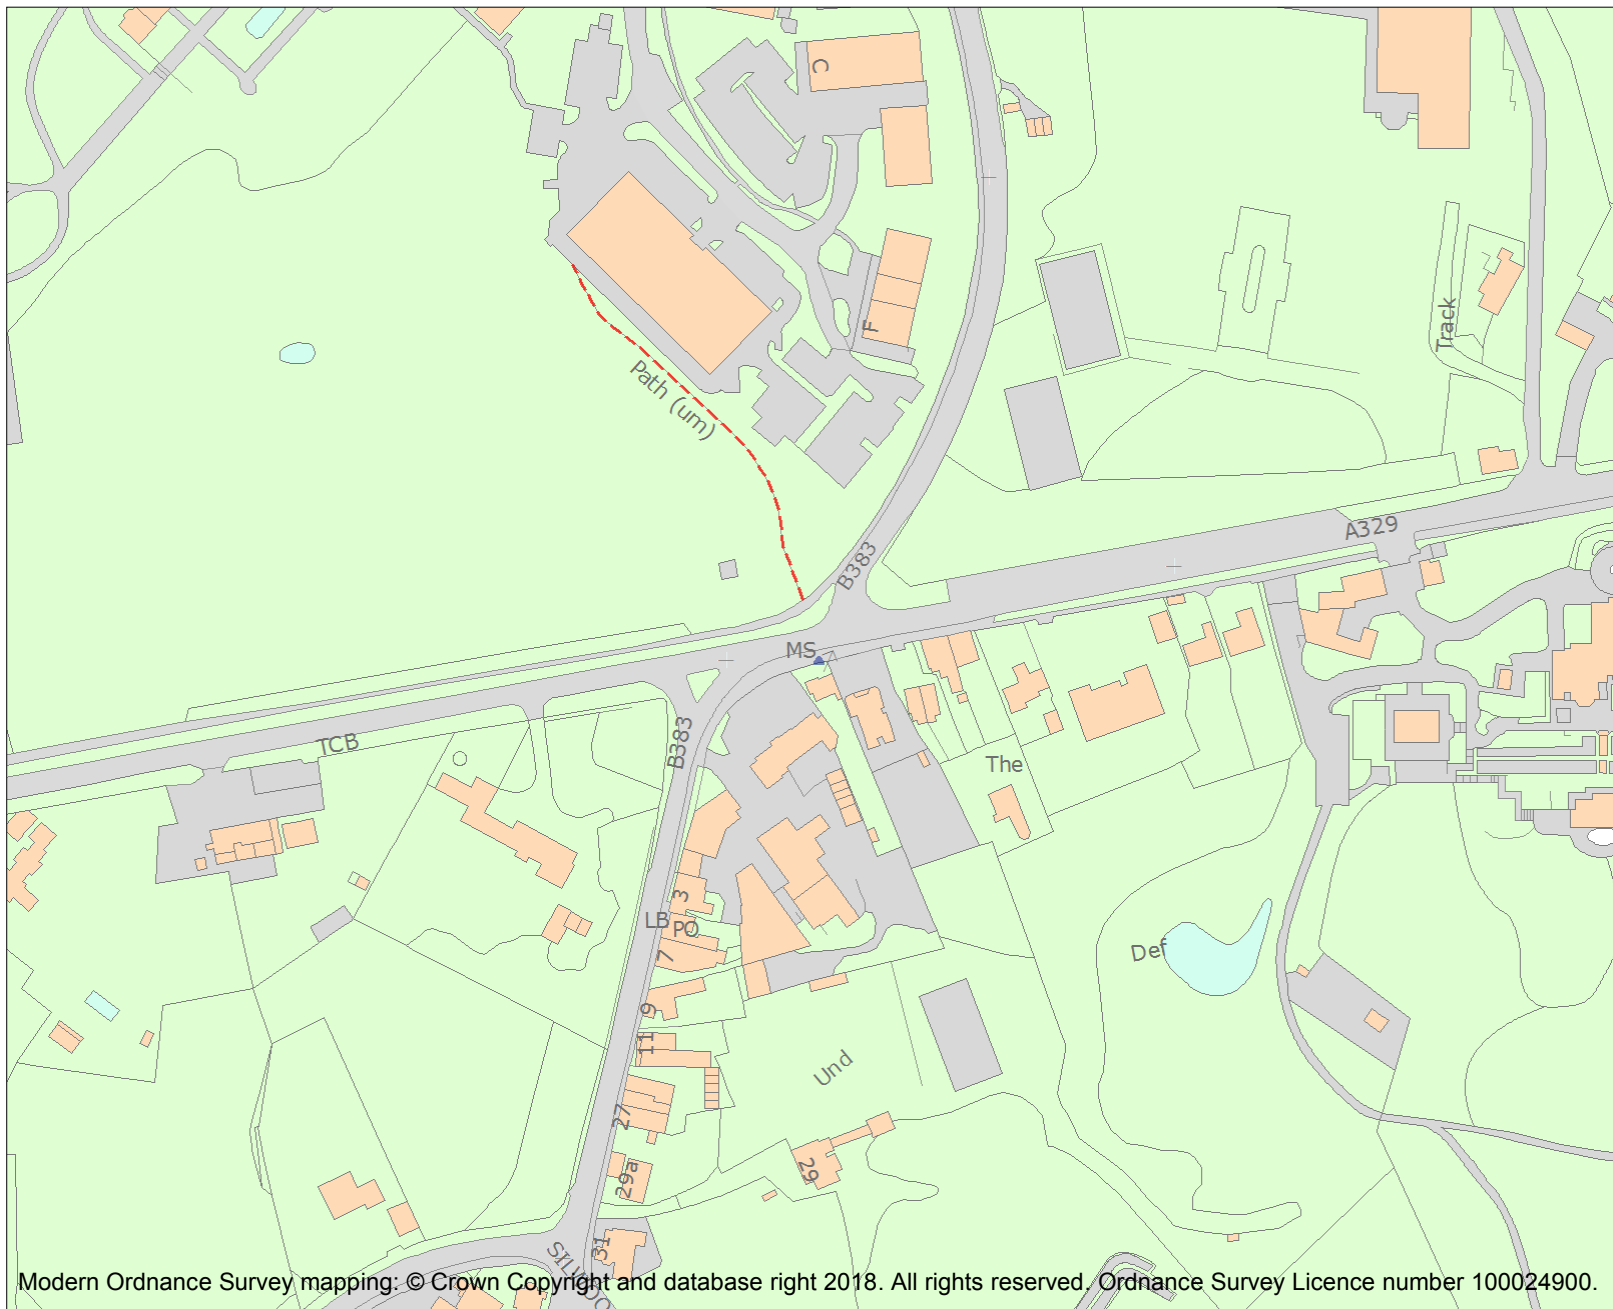 C
F
Track
Path (um)
A329
B383
MS
B383
TCB
The
3
LB
PO
7
Def
9
11
Und
27
29
29a
31
Modern Ordnance Survey mapping: © Crown Copyright and database right 2018. All rights reserved. Ordnance Survey Licence number 100024900.